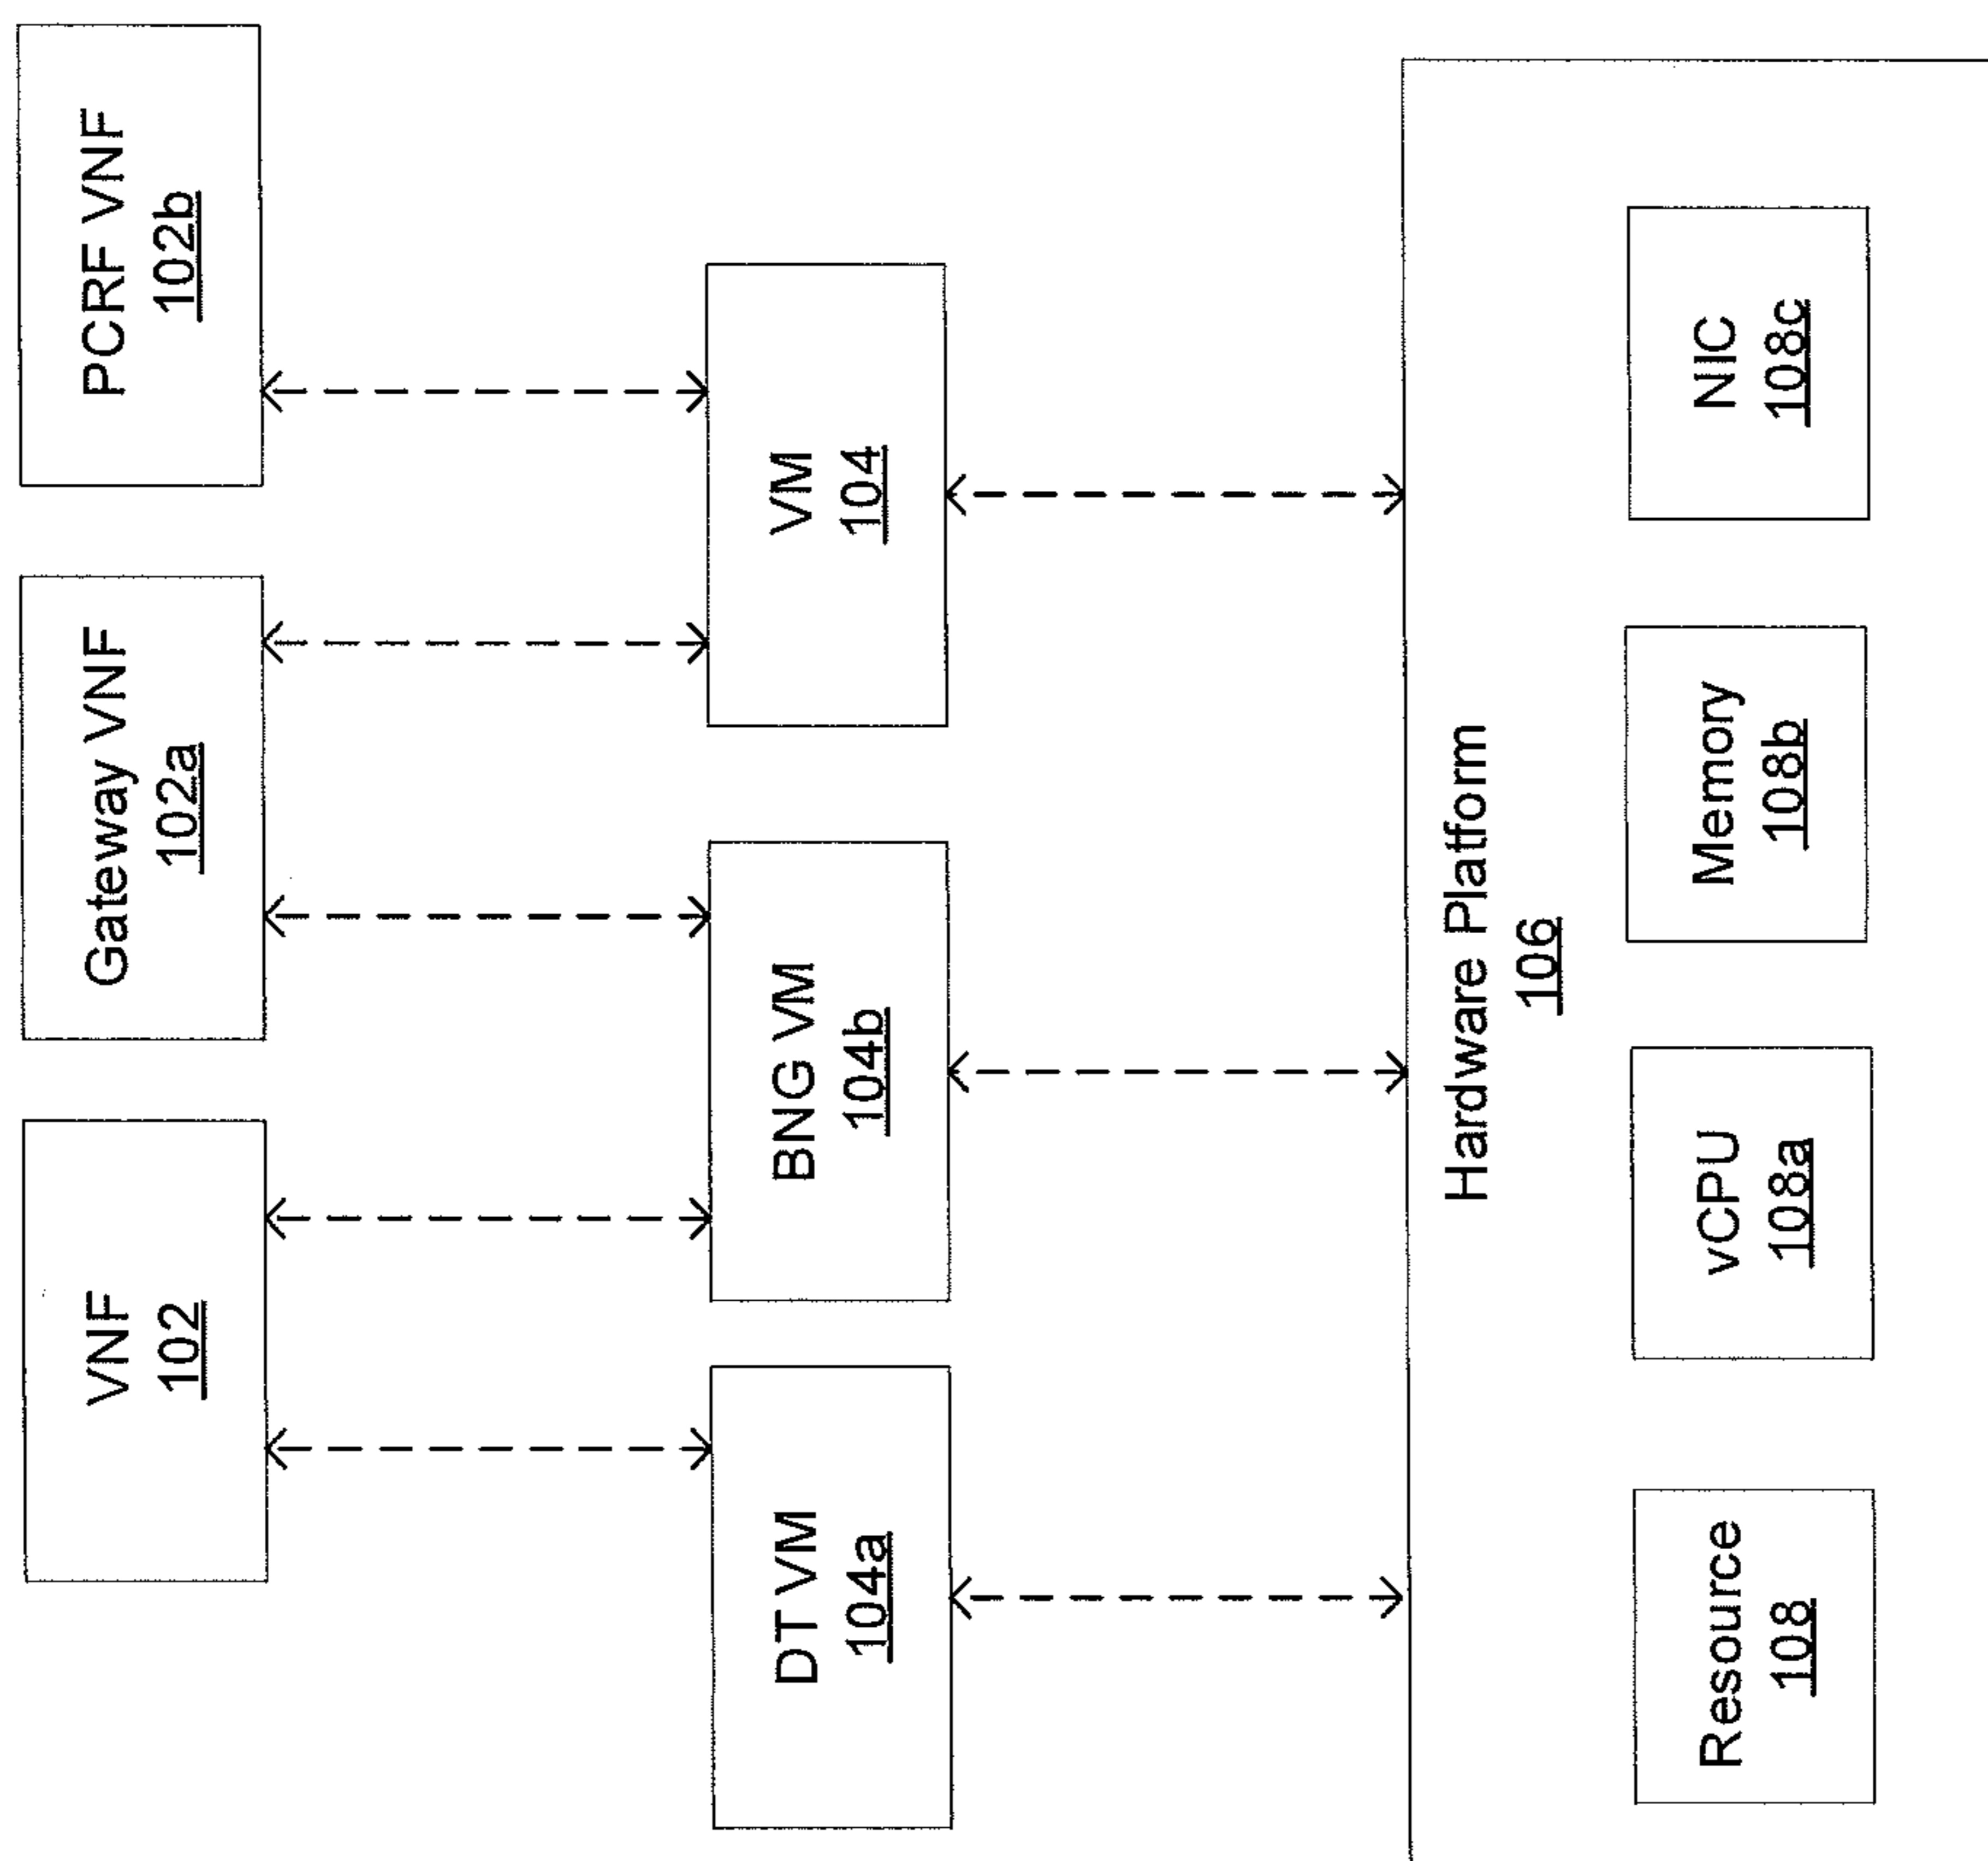 VNF
102
Gateway VNF
102a
PCRF VNF
102b
DT VM
104a
BNG VM
104b
VM
104
Hardware Platform
106
Resource
108
vCPU
108a
Memory
108b
NIC
108c